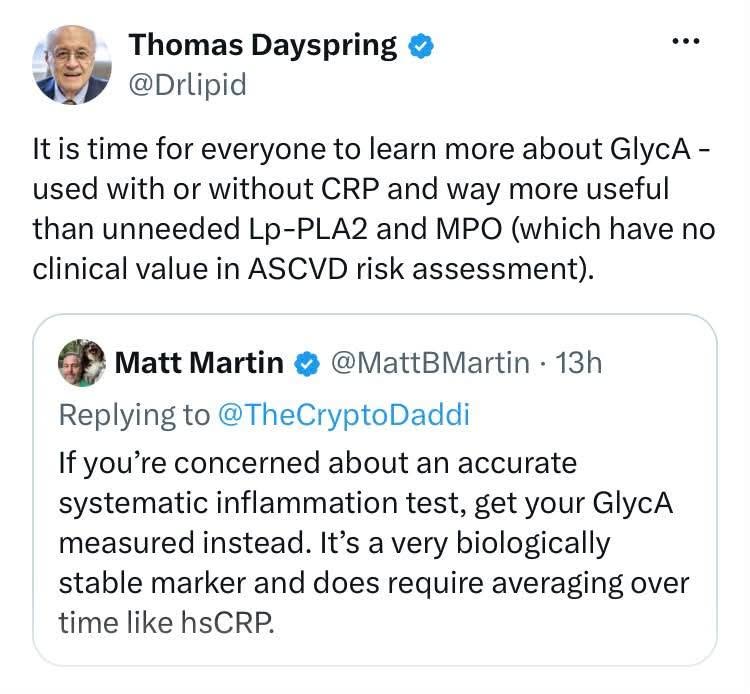 Thomas Dayspring
@Drlipid
It is time for everyone to learn more about GlycA -
used with or without CRP and way more useful
than unneeded Lp-PLA2 and MPO (which have no
clinical value in ASCVD risk assessment).
Matt Martin @MattBMartin · 13h
Replying to @TheCryptoDaddi
If you’re concerned about an accurate
systematic inflammation test, get your GlycA
measured instead. It’s a very biologically
stable marker and does require averaging over
time like hsCRP.